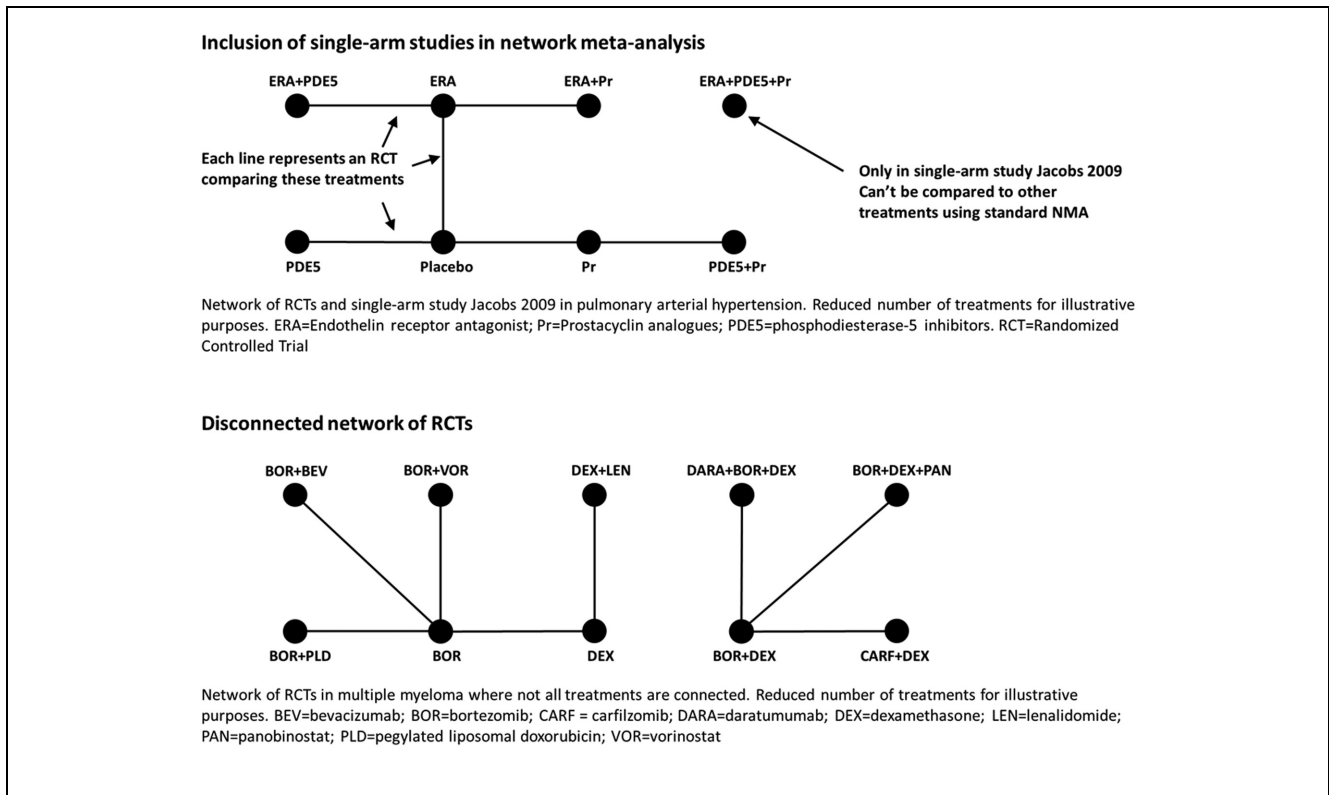 Inclusion of single-arm studies in network meta-analysis
ERA+PDE5 ERA ERA+Pr ERA+PDE5+Pr
Each line represents an RCT
comparing these treatments
Only in single-arm study Jacobs 2009
Can't be compared to other
treatments using standard NMA
PDE5 Placebo Pr PDE5+Pr
Network of RCTs and single-arm study Jacobs 2009 in pulmonary arterial hypertension. Reduced number of treatments for illustrative
purposes. ERA=Endothelin receptor antagonist; Pr=Prostacyclin analogues; PDE5=phosphodiesterase-5 inhibitors. RCT=Randomized
Controlled Trial
Disconnected network of RCTs
BOR+BEV BOR+VOR DEX+LEN DARA+BOR+DEX BOR+DEX+PAN
BOR+PLD BOR DEX BOR+DEX CARF+DEX
Network of RCTs in multiple myeloma where not all treatments are connected. Reduced number of treatments for illustrative
purposes. BEV=bevacizumab; BOR=bortezomib; CARF = carfilzomib; DARA=daratumumab; DEX=dexamethasone; LEN=lenalidomide;
PAN=panobinostat; PLD=pegylated liposomal doxorubicin; VOR=vorinostat